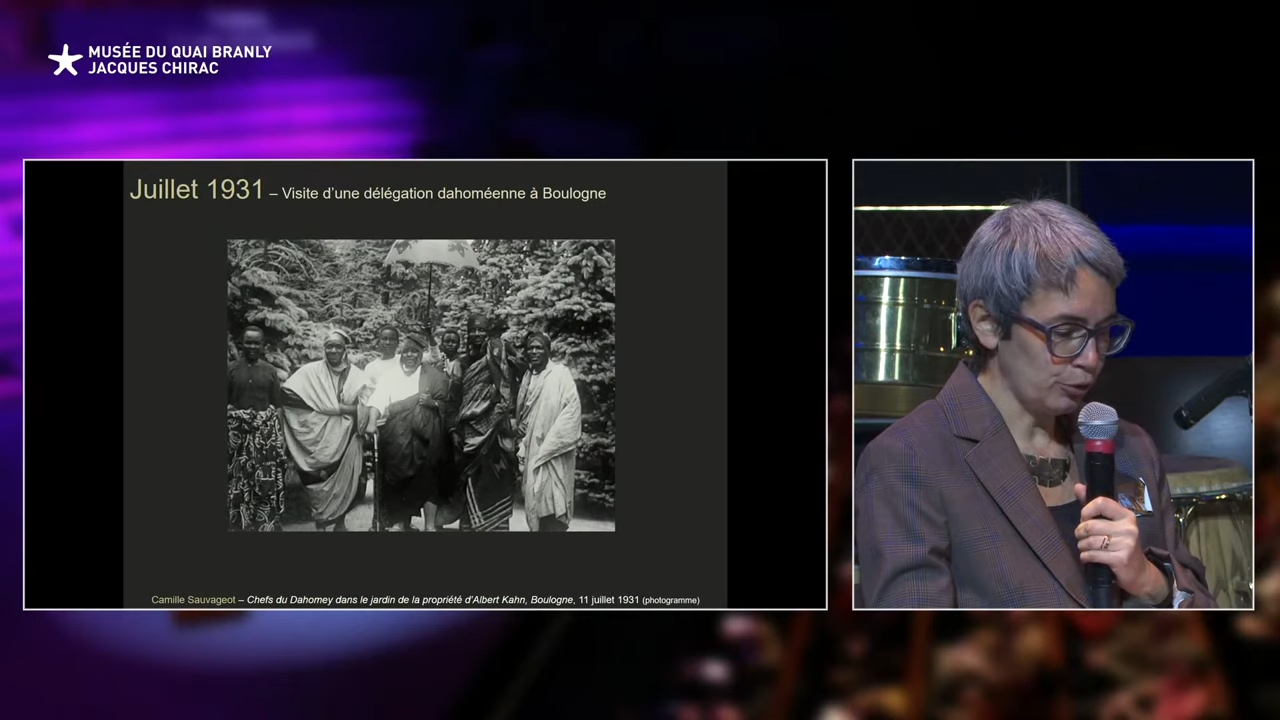 MUSÉE DU QUAI BRANLY
JACQUES CHIRAC
Juillet 1931 – Visite d’une délégation dahoméenne à Boulogne
Camille Sauvageot – Chefs du Dahomey dans le jardin de la propriété d’Albert Kahn, Boulogne, 11 juillet 1931 (photogramme)